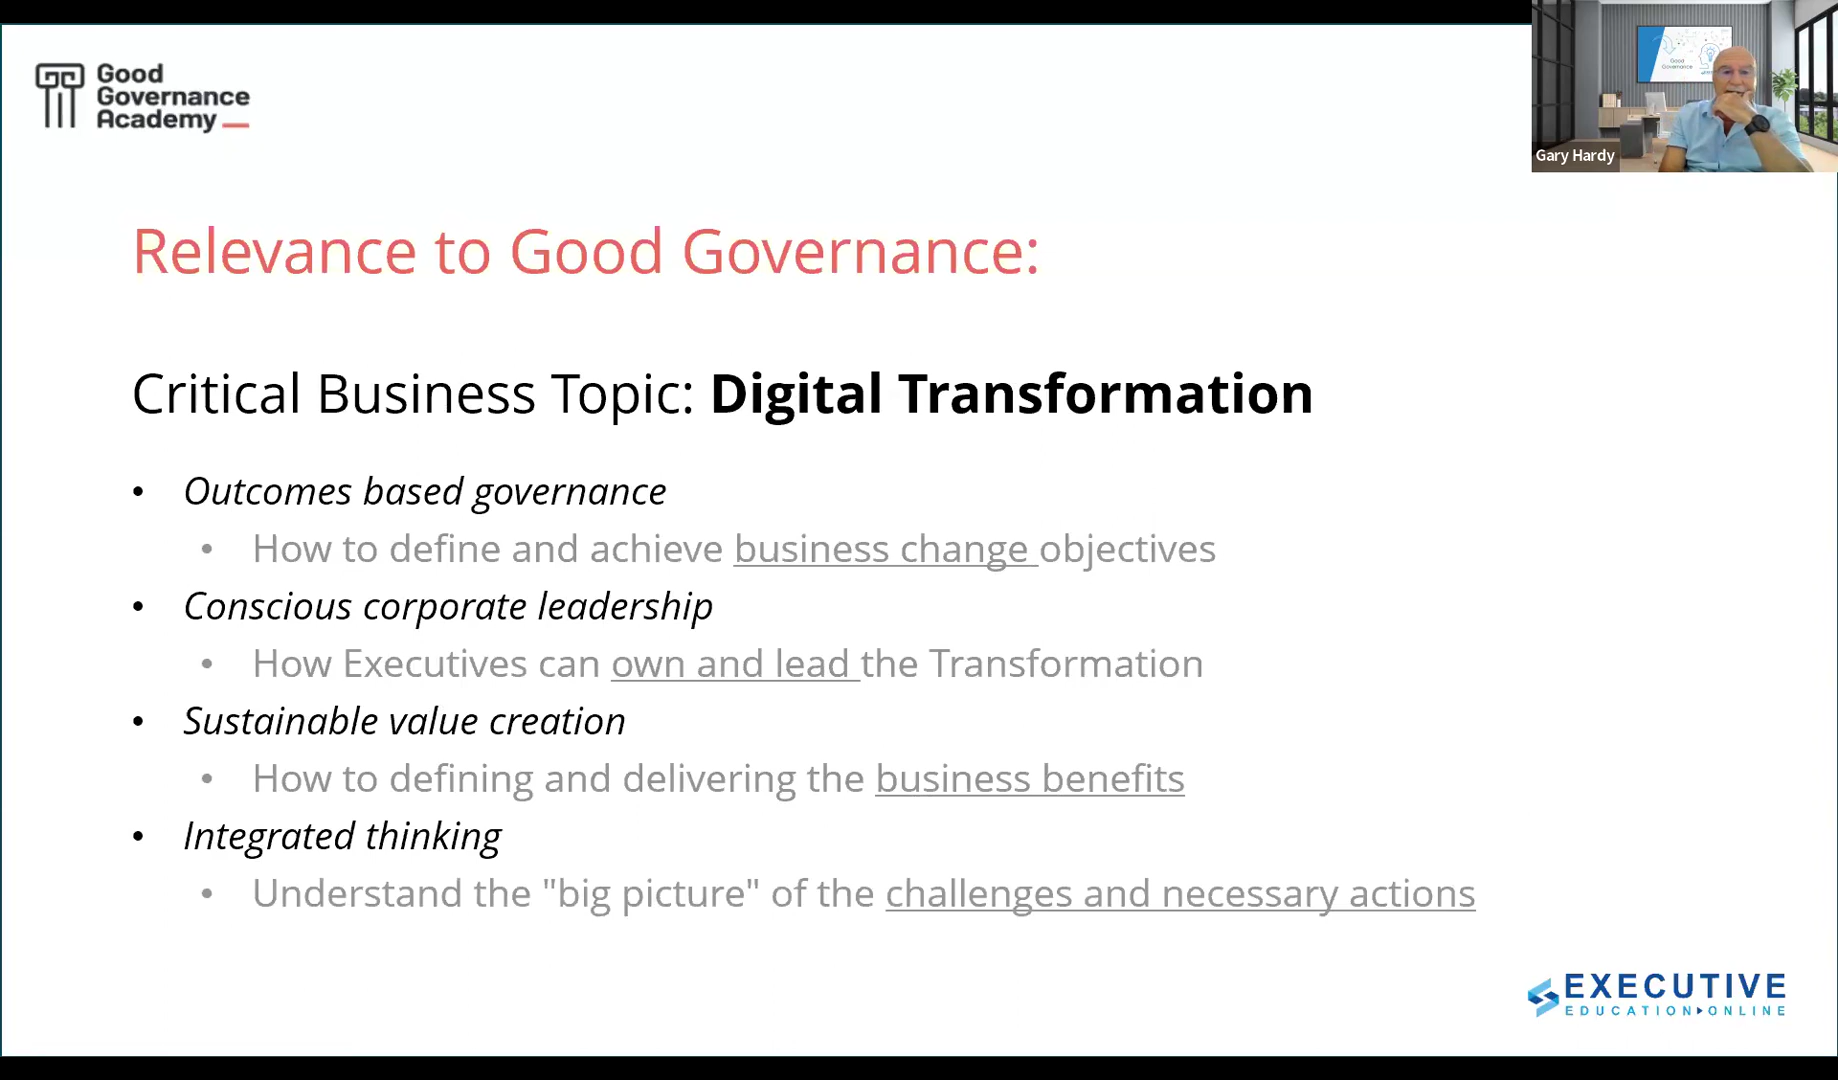 Good
Governance
Academy
Good
Governance
Gary Hardy
Relevance to Good Governance:
Critical Business Topic: Digital Transformation
• Outcomes based governance
• How to define and achieve business change objectives
• Conscious corporate leadership
• How Executives can own and lead the Transformation
• Sustainable value creation
• How to defining and delivering the business benefits
• Integrated thinking
• Understand the "big picture" of the challenges and necessary actions
EXECUTIVE
EDUCATION ONLINE